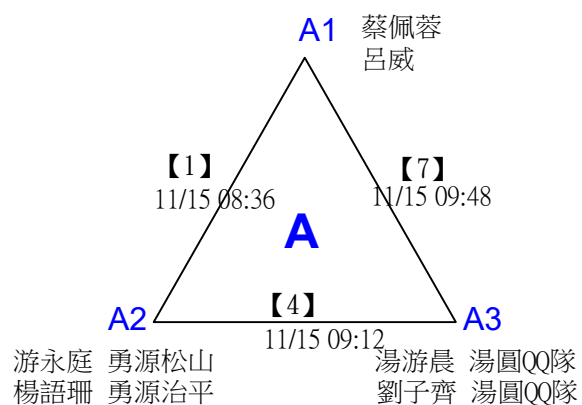 A1 蔡佩蓉
呂威
【1】
11/15 08:36
【7】
11/15 09:48
A
A2
【4】
11/15 09:12
A3
游永庭 勇源松山
楊語珊 勇源治平
湯游晨 湯圓QQ隊
劉子齊 湯圓QQ隊